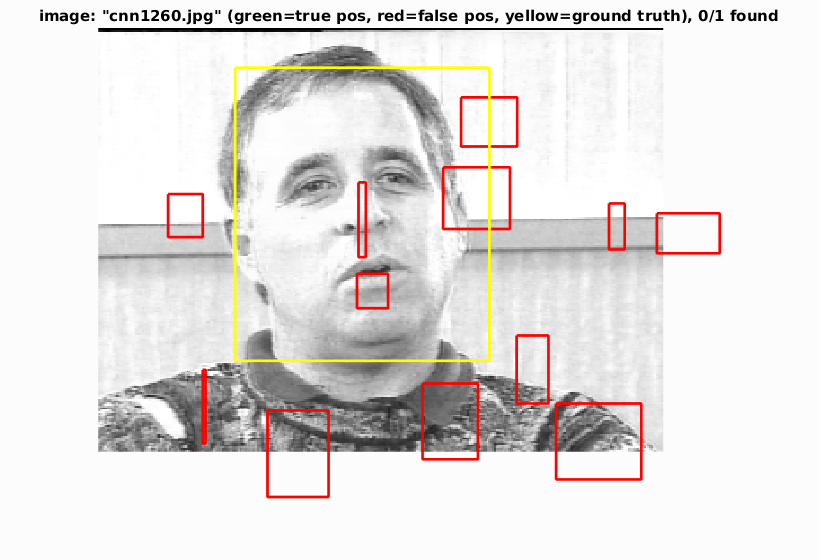 image: "cnn1260.jpg" (green=true pos, red=false pos, yellow=ground truth), 0/1 found